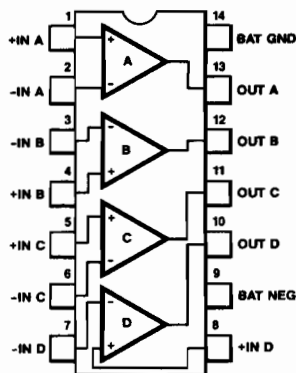 1 14
+IN A BAT GND
+ A -
2 13
-IN A OUT A
3 12
-IN B OUT B
- B +
4 11
+IN B OUT C
5 10
+IN C OUT D
+ C -
6 9
-IN C BAT NEG
7 8
-IN D +IN D
- D +